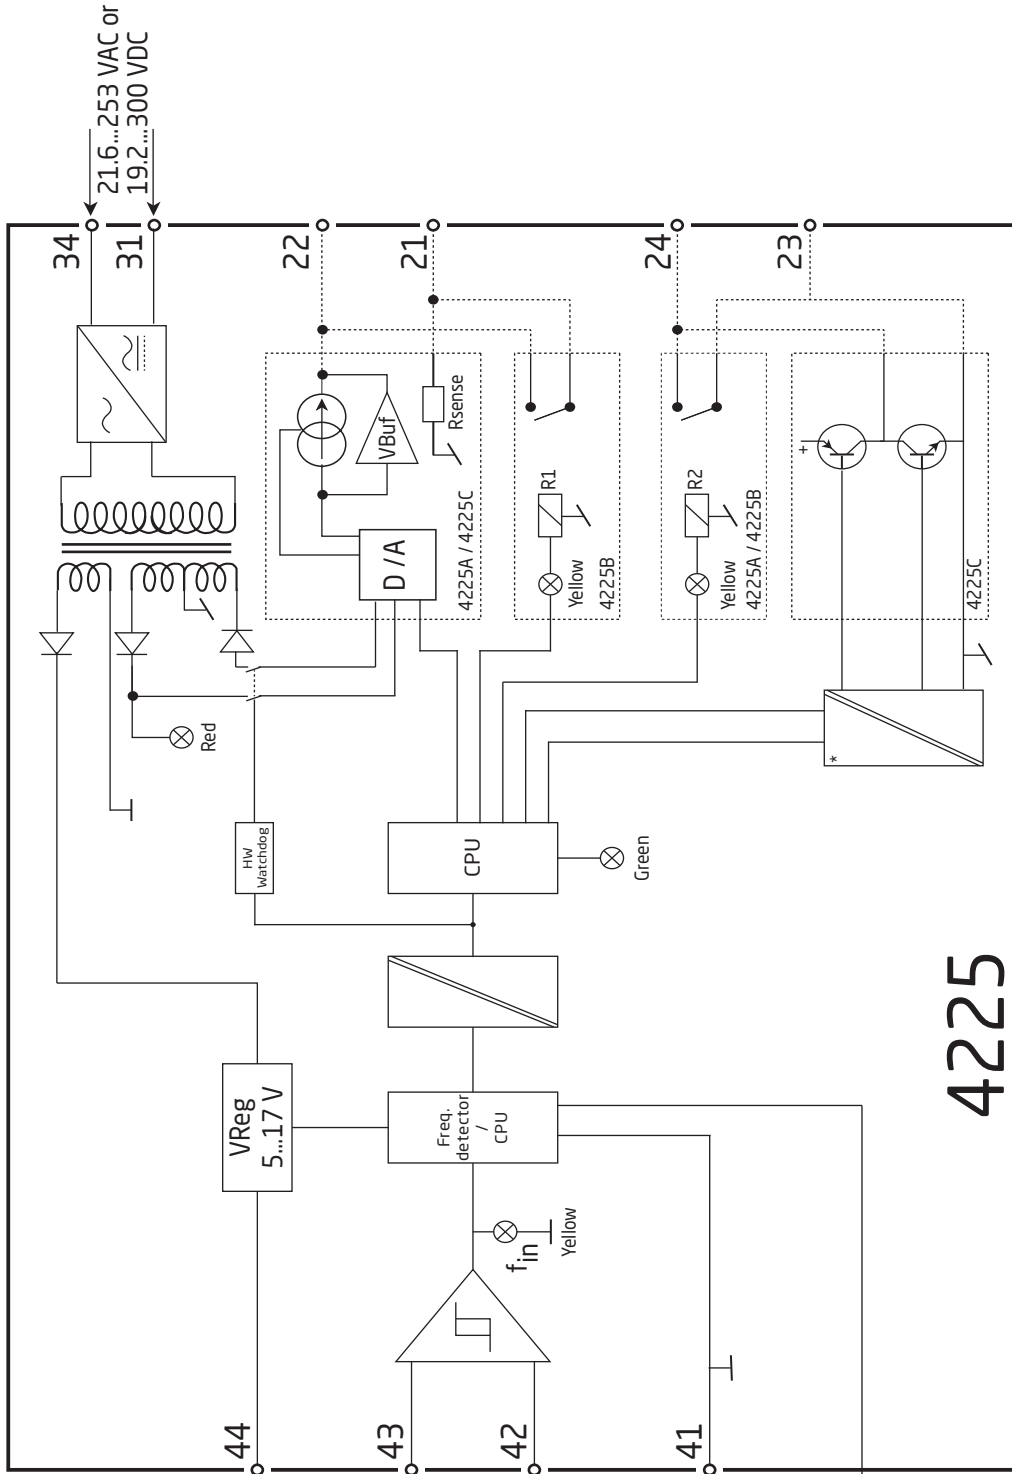 21.6...253 VAC or
19.2...300 VDC
34
31
22
21
24
23
VBuf
Rsense
D / A
4225A / 4225C
R1
Yellow
4225B
R2
Yellow
4225A / 4225B
+
4225C
*
Red
HW
Watchdog
CPU
Green
VReg
5...17 V
Freq.
detector
/
CPU
fin
Yellow
44
43
42
41
4225